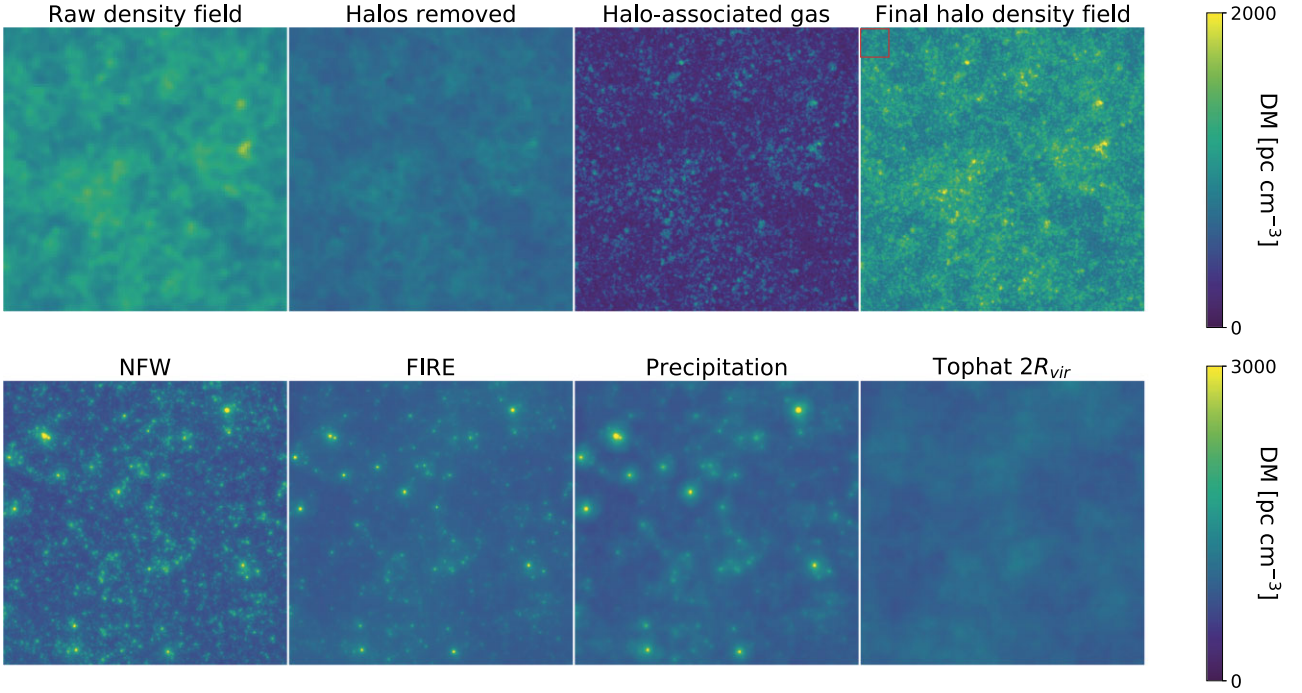 Raw density field
Halos removed
Halo-associated gas
Final halo density field
2000
DM [pc cm⁻³]
0
NFW
FIRE
Precipitation
Tophat 2R_vir
3000
DM [pc cm⁻³]
0